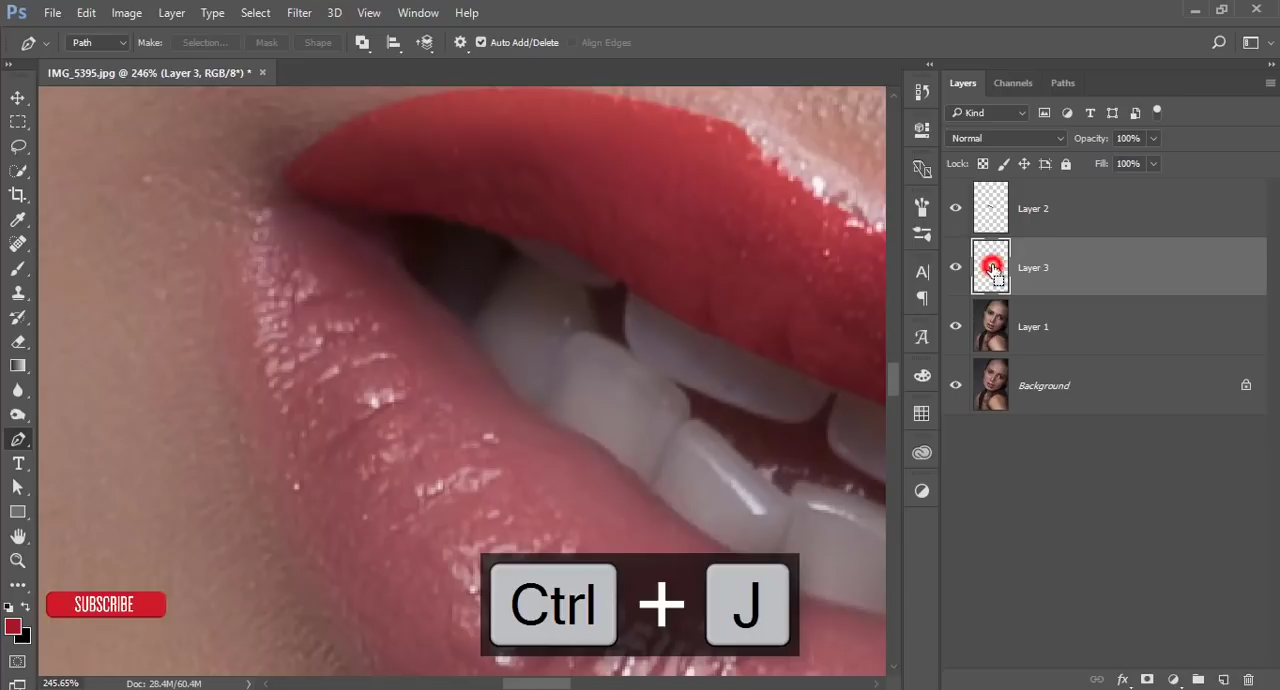 Ps File Edit Image Layer Type Select Filter 3D View Window Help
Path Make: Selection... Mask Shape Auto Add/Delete Align Edges
IMG_5395.jpg @ 246% (Layer 3, RGB/8*) *
Layers Channels Paths
Kind
Normal Opacity: 100%
Lock: Fill: 100%
Layer 2
Layer 3
Layer 1
Background
Ctrl + J
SUBSCRIBE
245.65% Doc: 28.4M/60.4M